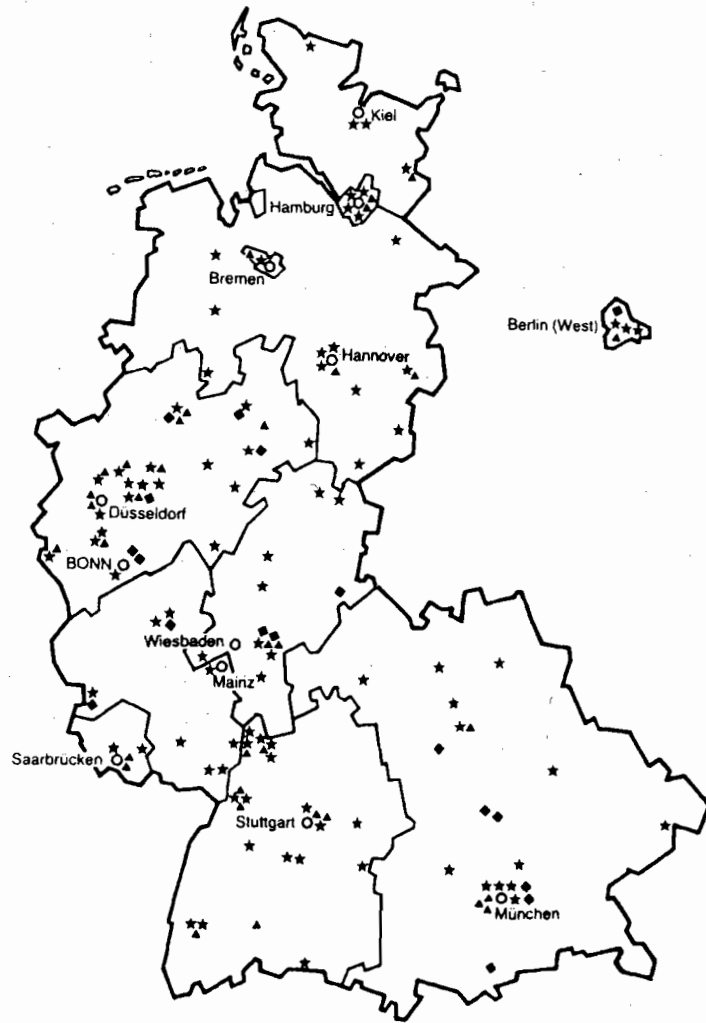 Kiel
Hamburg
Bremen
Berlin (West)
Hannover
Düsseldorf
BONN
Wiesbaden
Mainz
Saarbrücken
Stuttgart
München